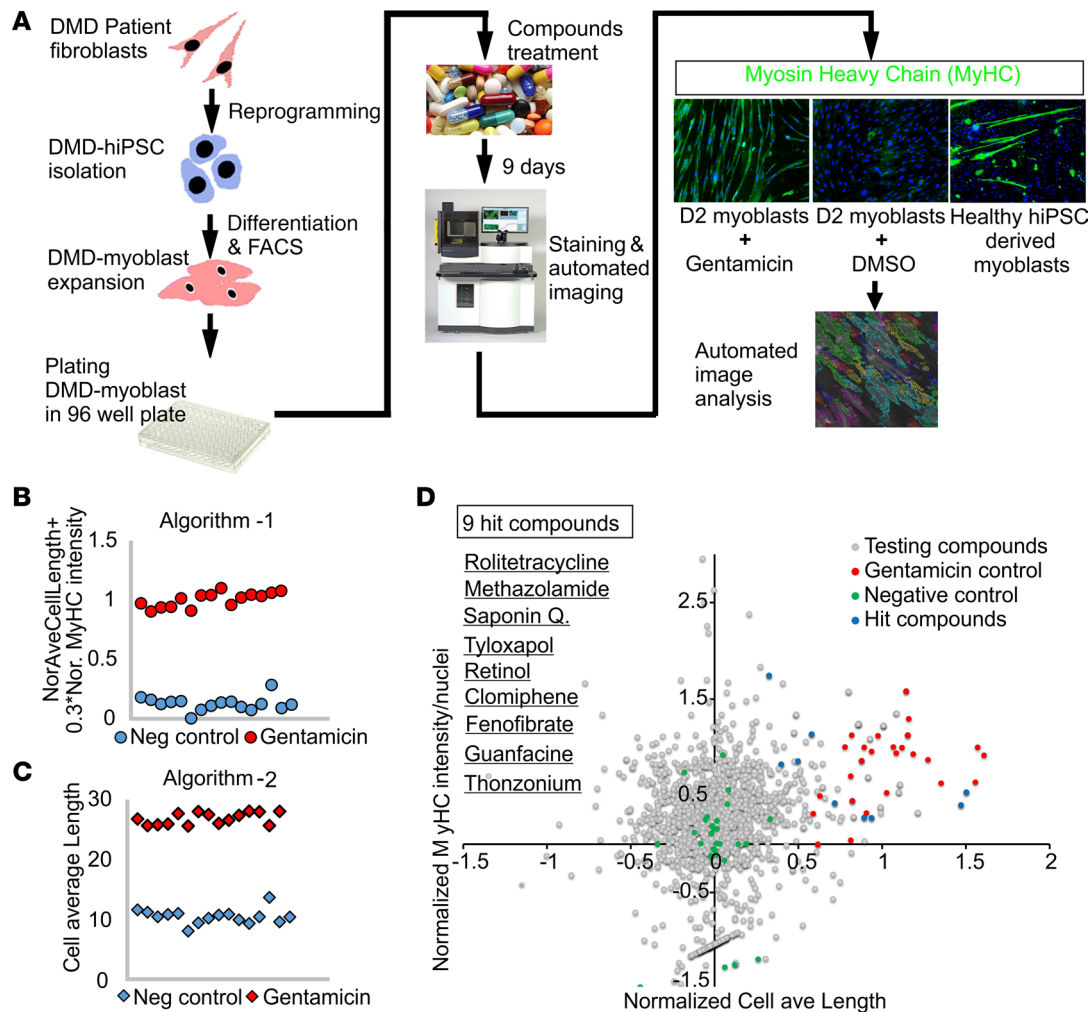 A
DMD Patient
fibroblasts
Reprogramming
DMD-hiPSC
isolation
Differentiation
& FACS
DMD-myoblast
expansion
Plating
DMD-myoblast
in 96 well plate
Compounds
treatment
9 days
Staining &
automated
imaging
Myosin Heavy Chain (MyHC)
D2 myoblasts
+
Gentamicin
D2 myoblasts
+
DMSO
Healthy hiPSC
derived
myoblasts
Automated
image
analysis
B
Algorithm -1
NorAveCellLength+
0.3*Nor. MyHC intensity
1.5
1
0.5
0
Neg control
Gentamicin
C
Algorithm -2
Cell average Length
30
20
10
0
Neg control
Gentamicin
D
9 hit compounds
Rolitetracycline
Methazolamide
Saponin Q.
Tyloxapol
Retinol
Clomiphene
Fenofibrate
Guanfacine
Thonzonium
Testing compounds
Gentamicin control
Negative control
Hit compounds
Normalized M yHC intensity/nuclei
2.5
1.5
0.5
-0.5
-1.5
-1.5
-1
-0.5
0
0.5
1
1.5
2
Normalized Cell ave Length